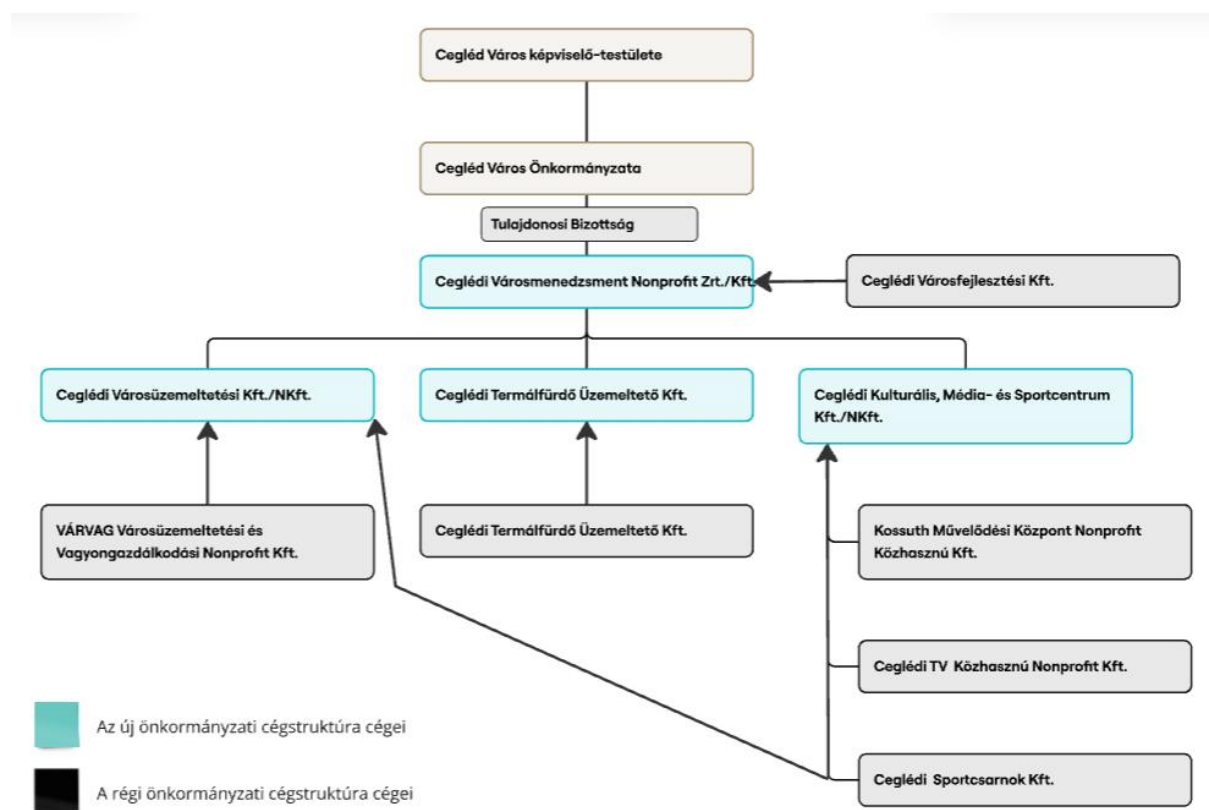 Cegléd Város képviselő-testülete
Cegléd Város Önkormányzata
Tulajdonosi Bizottság
Ceglédi Városmenedzsment Nonprofit Zrt./Kft.
Ceglédi Városfejlesztési Kft.
Ceglédi Városüzemeltetési Kft./NKft.
Ceglédi Termálfürdő Üzemeltető Kft.
Ceglédi Kulturális, Média- és Sportcentrum
Kft./NKft.
VÁRVAG Városüzemeltetési és
Vagyongazdálkodási Nonprofit Kft.
Ceglédi Termálfürdő Üzemeltető Kft.
Kossuth Művelődési Központ Nonprofit
Közhasznú Kft.
Ceglédi TV Közhasznú Nonprofit Kft.
Ceglédi Sportcsarnok Kft.
Az új önkormányzati cégstruktúra cégei
A régi önkormányzati cégstruktúra cégei